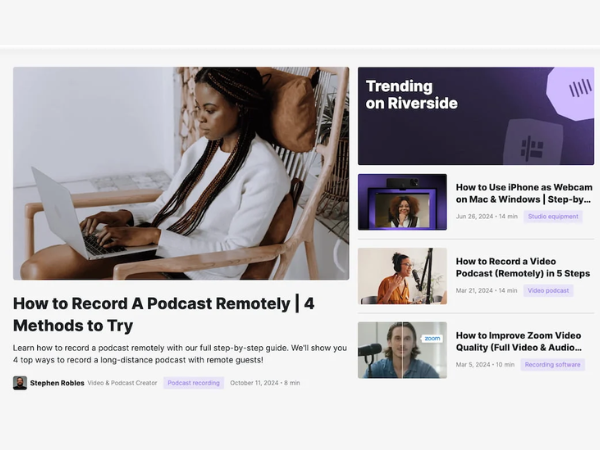 How to Record A Podcast Remotely | 4
Methods to Try
Learn how to record a podcast remotely with our full step-by-step guide. We'll show you
4 top ways to record a long-distance podcast with remote guests!
Stephen Robles Video & Podcast Creator Podcast recording October 11, 2024 • 8 min
Trending
on Riverside
How to Use iPhone as Webcam
on Mac & Windows | Step-by...
Jun 26, 2024 • 14 min Studio equipment
How to Record a Video
Podcast (Remotely) in 5 Steps
Mar 21, 2024 • 14 min Video podcast
zoom
How to Improve Zoom Video
Quality (Full Video & Audio...
Mar 5, 2024 • 10 min Recording software